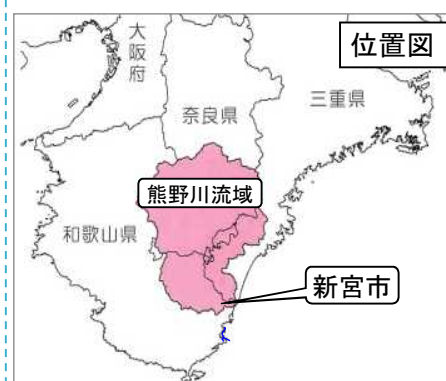 位置図
大阪府
奈良県
三重県
熊野川流域
和歌山県
新宮市